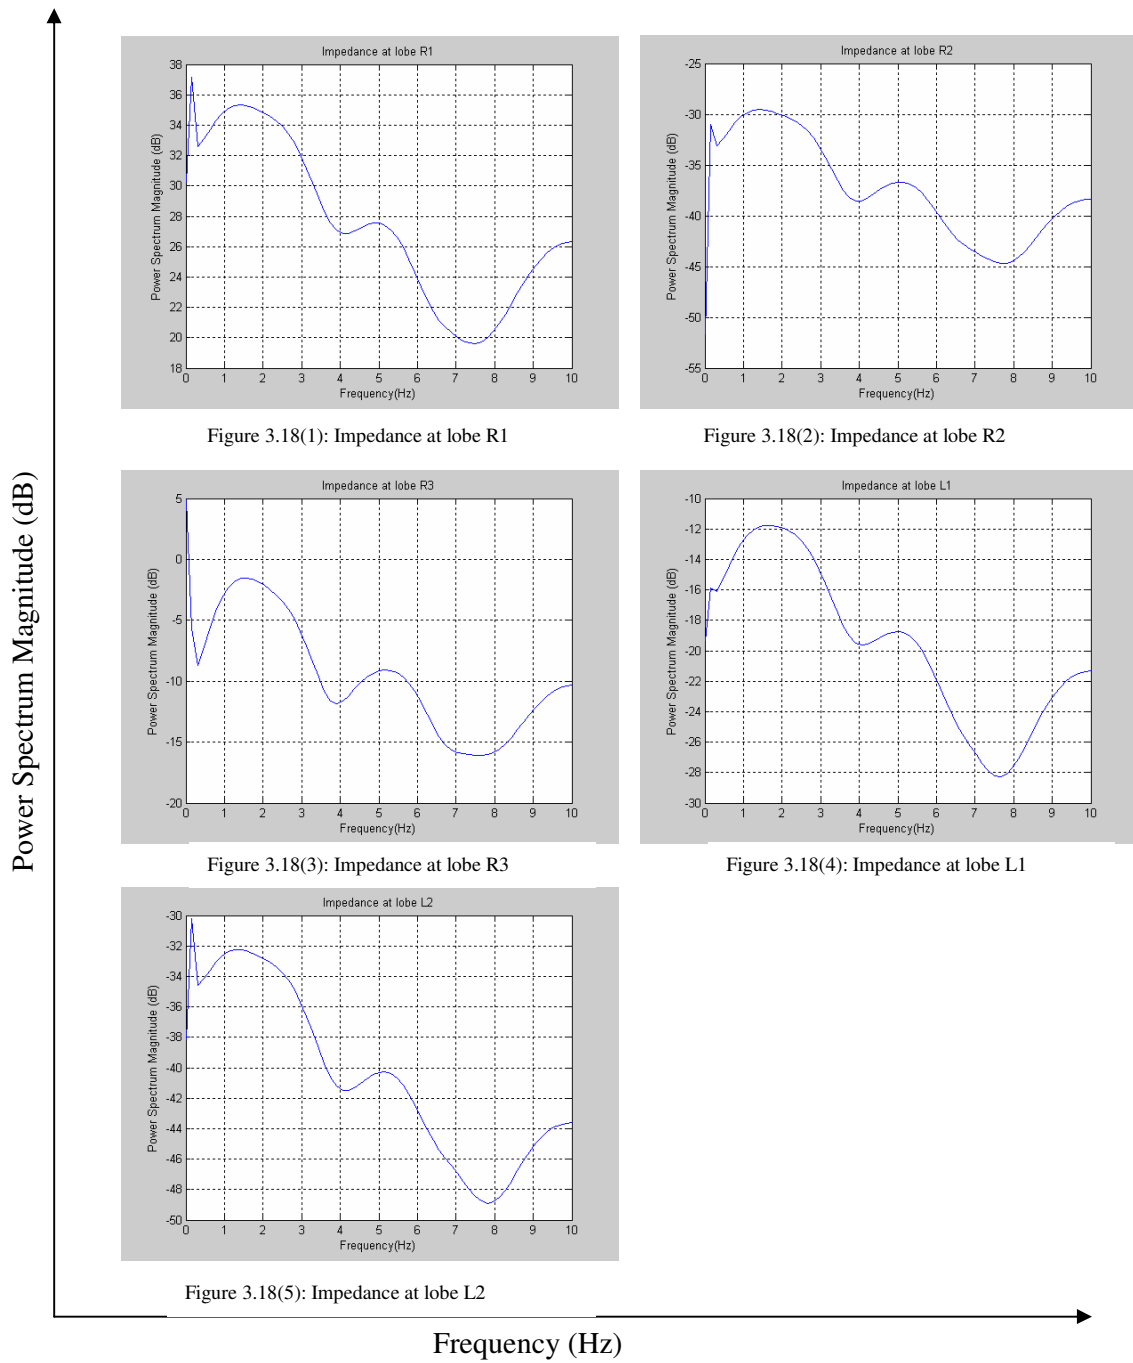 Power Spectrum Magnitude (dB)
Impedance at lobe R1
Power Spectrum Magnitude (dB)
38
36
34
32
30
28
26
24
22
20
18
0 1 2 3 4 5 6 7 8 9 10
Frequency(Hz)
Figure 3.18(1): Impedance at lobe R1
Impedance at lobe R2
Power Spectrum Magnitude (dB)
-25
-30
-35
-40
-45
-50
-55
0 1 2 3 4 5 6 7 8 9 10
Frequency(Hz)
Figure 3.18(2): Impedance at lobe R2
Impedance at lobe R3
Power Spectrum Magnitude (dB)
5
0
-5
-10
-15
-20
0 1 2 3 4 5 6 7 8 9 10
Frequency(Hz)
Figure 3.18(3): Impedance at lobe R3
Impedance at lobe L1
Power Spectrum Magnitude (dB)
-10
-12
-14
-16
-18
-20
-22
-24
-26
-28
-30
0 1 2 3 4 5 6 7 8 9 10
Frequency(Hz)
Figure 3.18(4): Impedance at lobe L1
Impedance at lobe L2
Power Spectrum Magnitude (dB)
-30
-32
-34
-36
-38
-40
-42
-44
-46
-48
-50
0 1 2 3 4 5 6 7 8 9 10
Frequency(Hz)
Figure 3.18(5): Impedance at lobe L2
Frequency (Hz)